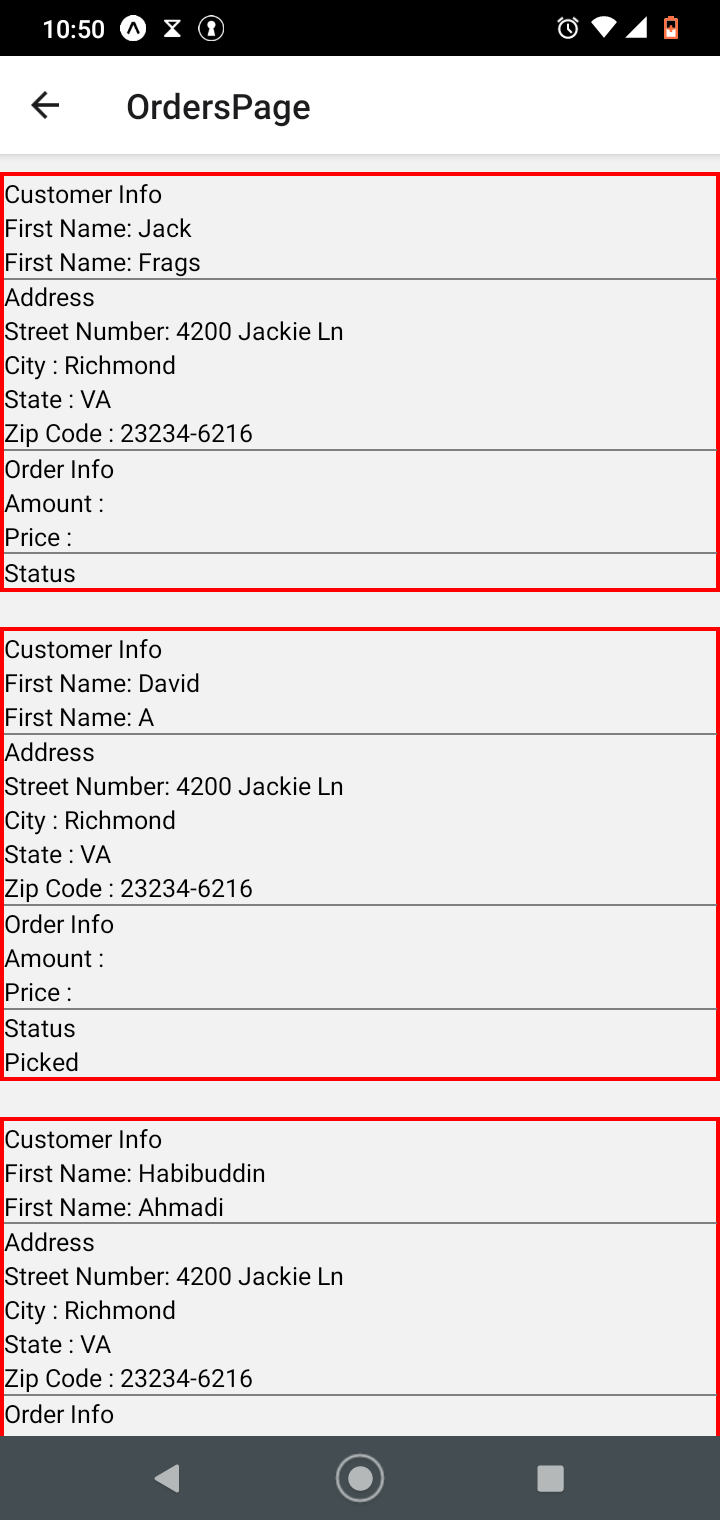 10:50
OrdersPage
Customer Info
First Name: Jack
First Name: Frags
Address
Street Number: 4200 Jackie Ln
City : Richmond
State : VA
Zip Code : 23234-6216
Order Info
Amount :
Price :
Status
Customer Info
First Name: David
First Name: A
Address
Street Number: 4200 Jackie Ln
City : Richmond
State : VA
Zip Code : 23234-6216
Order Info
Amount :
Price :
Status
Picked
Customer Info
First Name: Habibuddin
First Name: Ahmadi
Address
Street Number: 4200 Jackie Ln
City : Richmond
State : VA
Zip Code : 23234-6216
Order Info